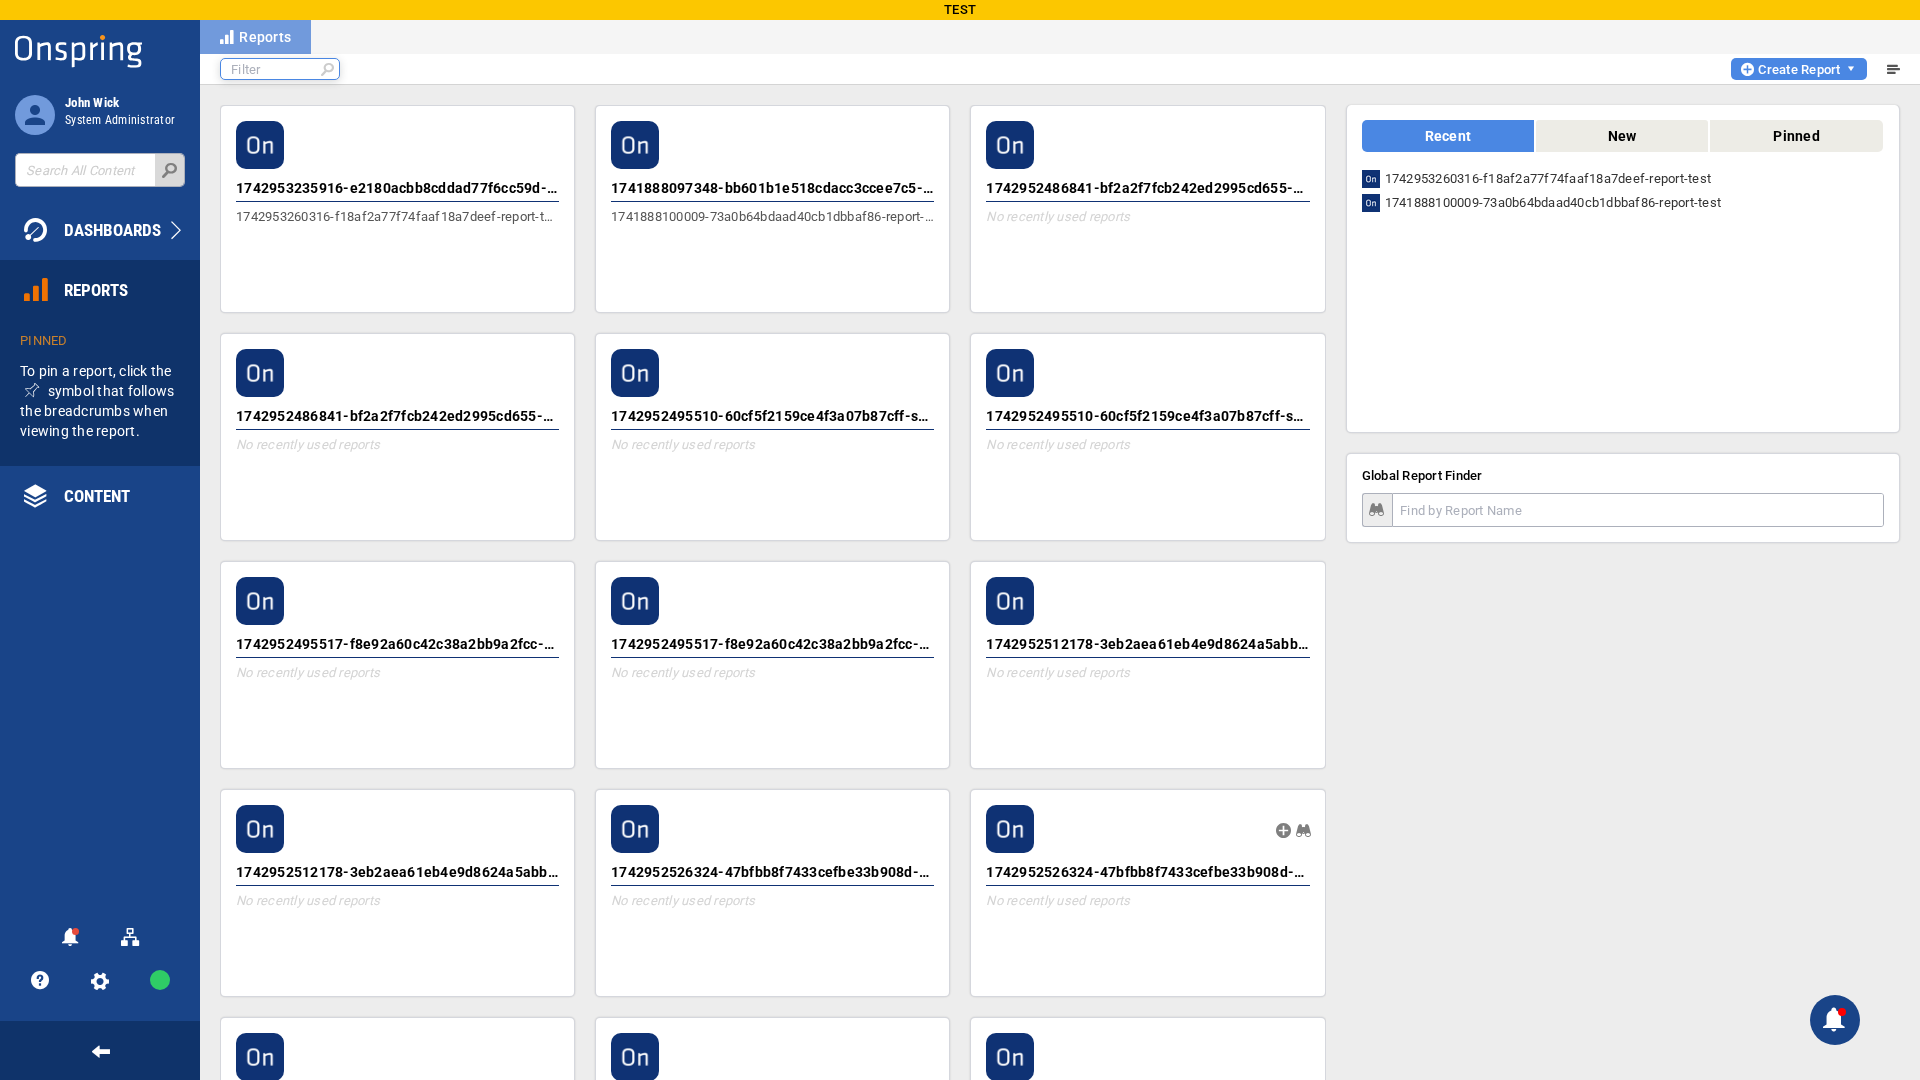 TEST
Onspring
Reports
John Wick
System Administrator
Filter
Create Report
Search All Content
DASHBOARDS
REPORTS
PINNED
To pin a report, click the
symbol that follows
the breadcrumbs when
viewing the report.
CONTENT
On
1742953235916-e2180acbb8cddad77f6cc59d-...
1742953260316-f18af2a77f74faaf18a7deef-report-t...
On
1741888097348-bb601b1e518cdacc3ccee7c5-...
1741888100009-73a0b64bdaad40cb1dbbaf86-report-...
On
1742952486841-bf2a2f7fcb242ed2995cd655-...
No recently used reports
On
1742952486841-bf2a2f7fcb242ed2995cd655-...
No recently used reports
On
1742952495510-60cf5f2159ce4f3a07b87cff-s...
No recently used reports
On
1742952495510-60cf5f2159ce4f3a07b87cff-s...
No recently used reports
On
1742952495517-f8e92a60c42c38a2bb9a2fcc-...
No recently used reports
On
1742952495517-f8e92a60c42c38a2bb9a2fcc-...
No recently used reports
On
1742952512178-3eb2aea61eb4e9d8624a5abb...
No recently used reports
On
1742952512178-3eb2aea61eb4e9d8624a5abb...
No recently used reports
On
1742952526324-47bfbb8f7433cefbe33b908d-...
No recently used reports
On
1742952526324-47bfbb8f7433cefbe33b908d-...
No recently used reports
On
On
On
Recent
New
Pinned
On 1742953260316-f18af2a77f74faaf18a7deef-report-test
On 1741888100009-73a0b64bdaad40cb1dbbaf86-report-test
Global Report Finder
Find by Report Name